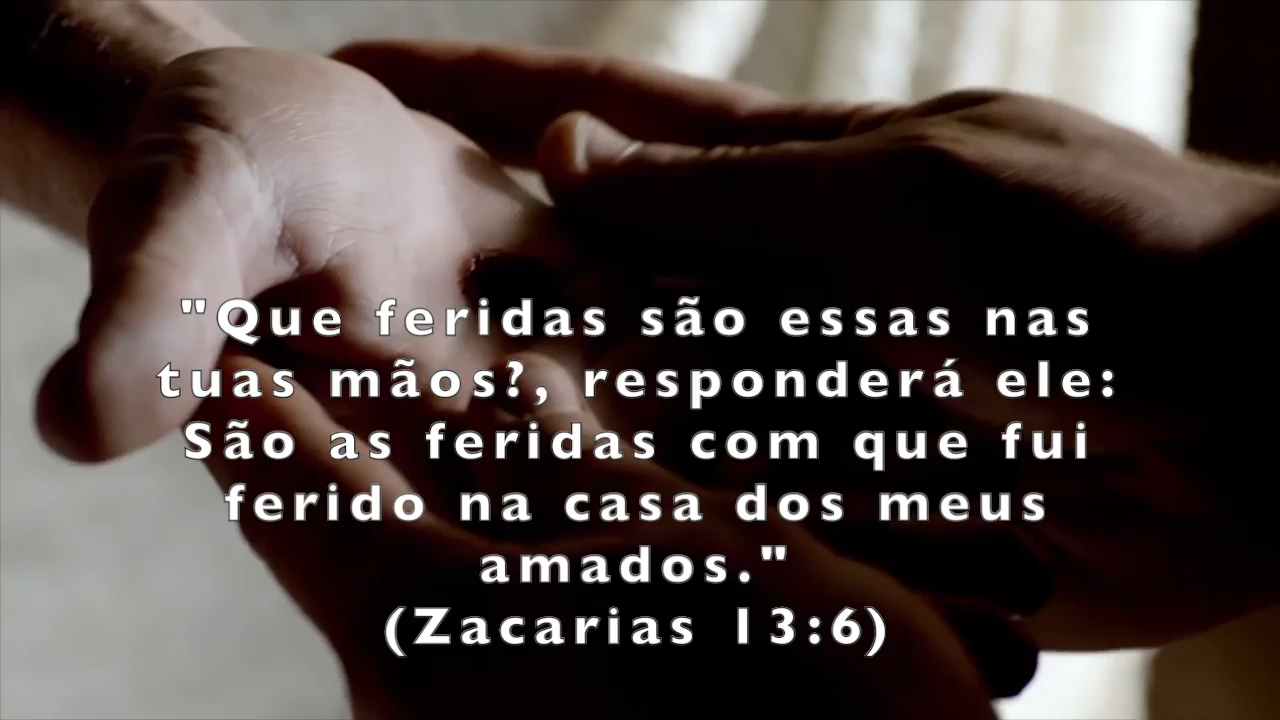 "Que feridas são essas nas
tuas mãos?, responderá ele:
São as feridas com que fui
ferido na casa dos meus
amados."
(Zacarias 13:6)